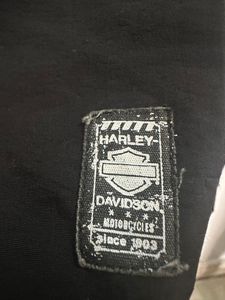 HARLEY-
DAVIDSON
★ ★ ★
MOTORCYCLES
Since 1903